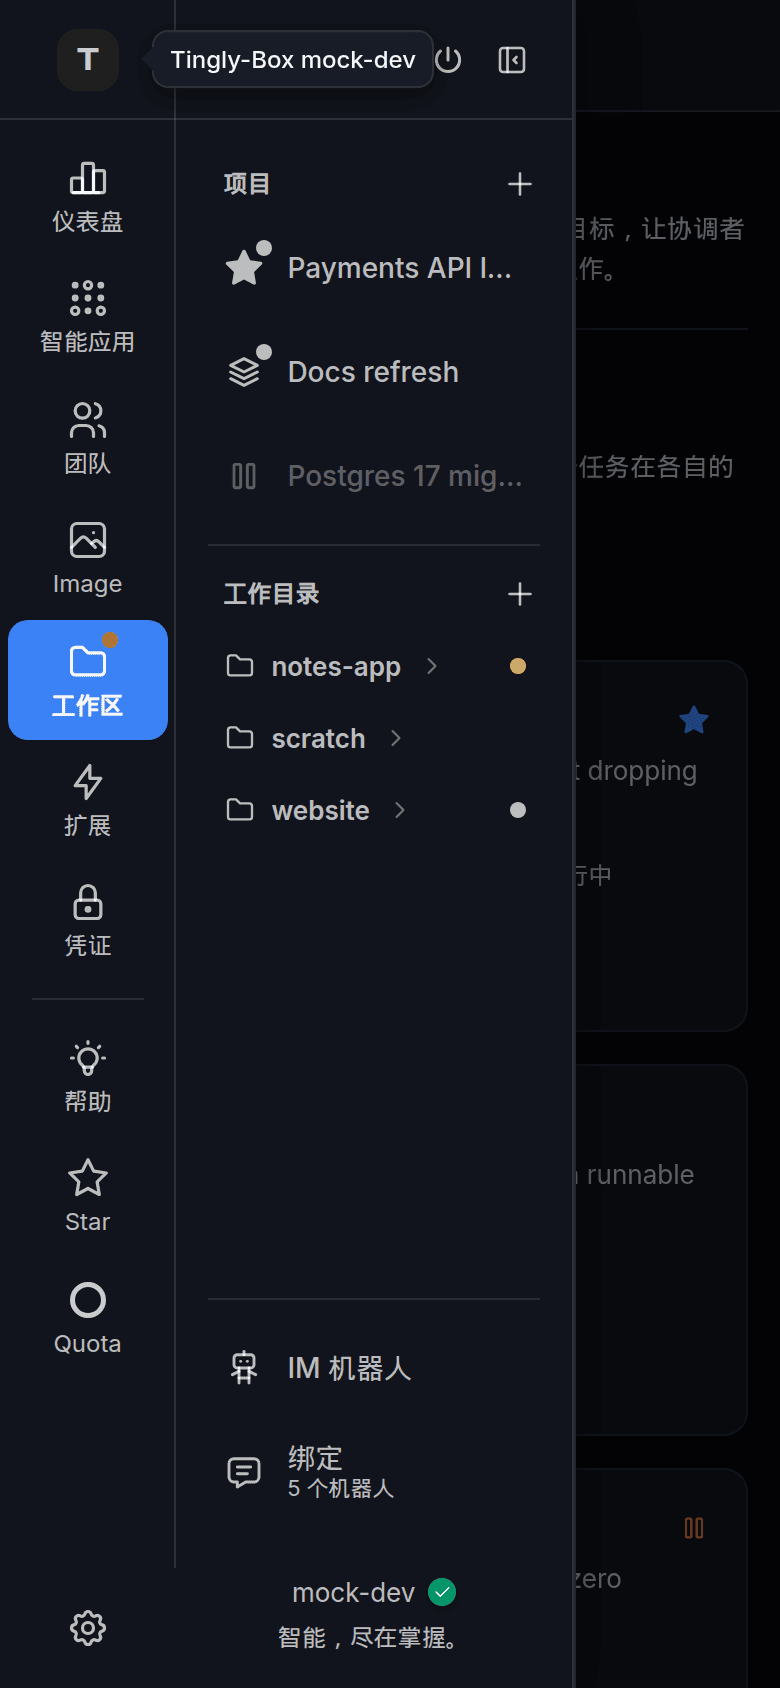 T
Tingly-Box mock-dev
仪表盘
智能应用
团队
Image
工作区
扩展
凭证
帮助
Star
Quota
项目
Payments API I...
Docs refresh
Postgres 17 mig...
工作目录
notes-app
scratch
website
IM 机器人
绑定
5 个机器人
mock-dev
智能，尽在掌握。
标，让协调者
作。
任务在各自的
dropping
中
runnable
zero